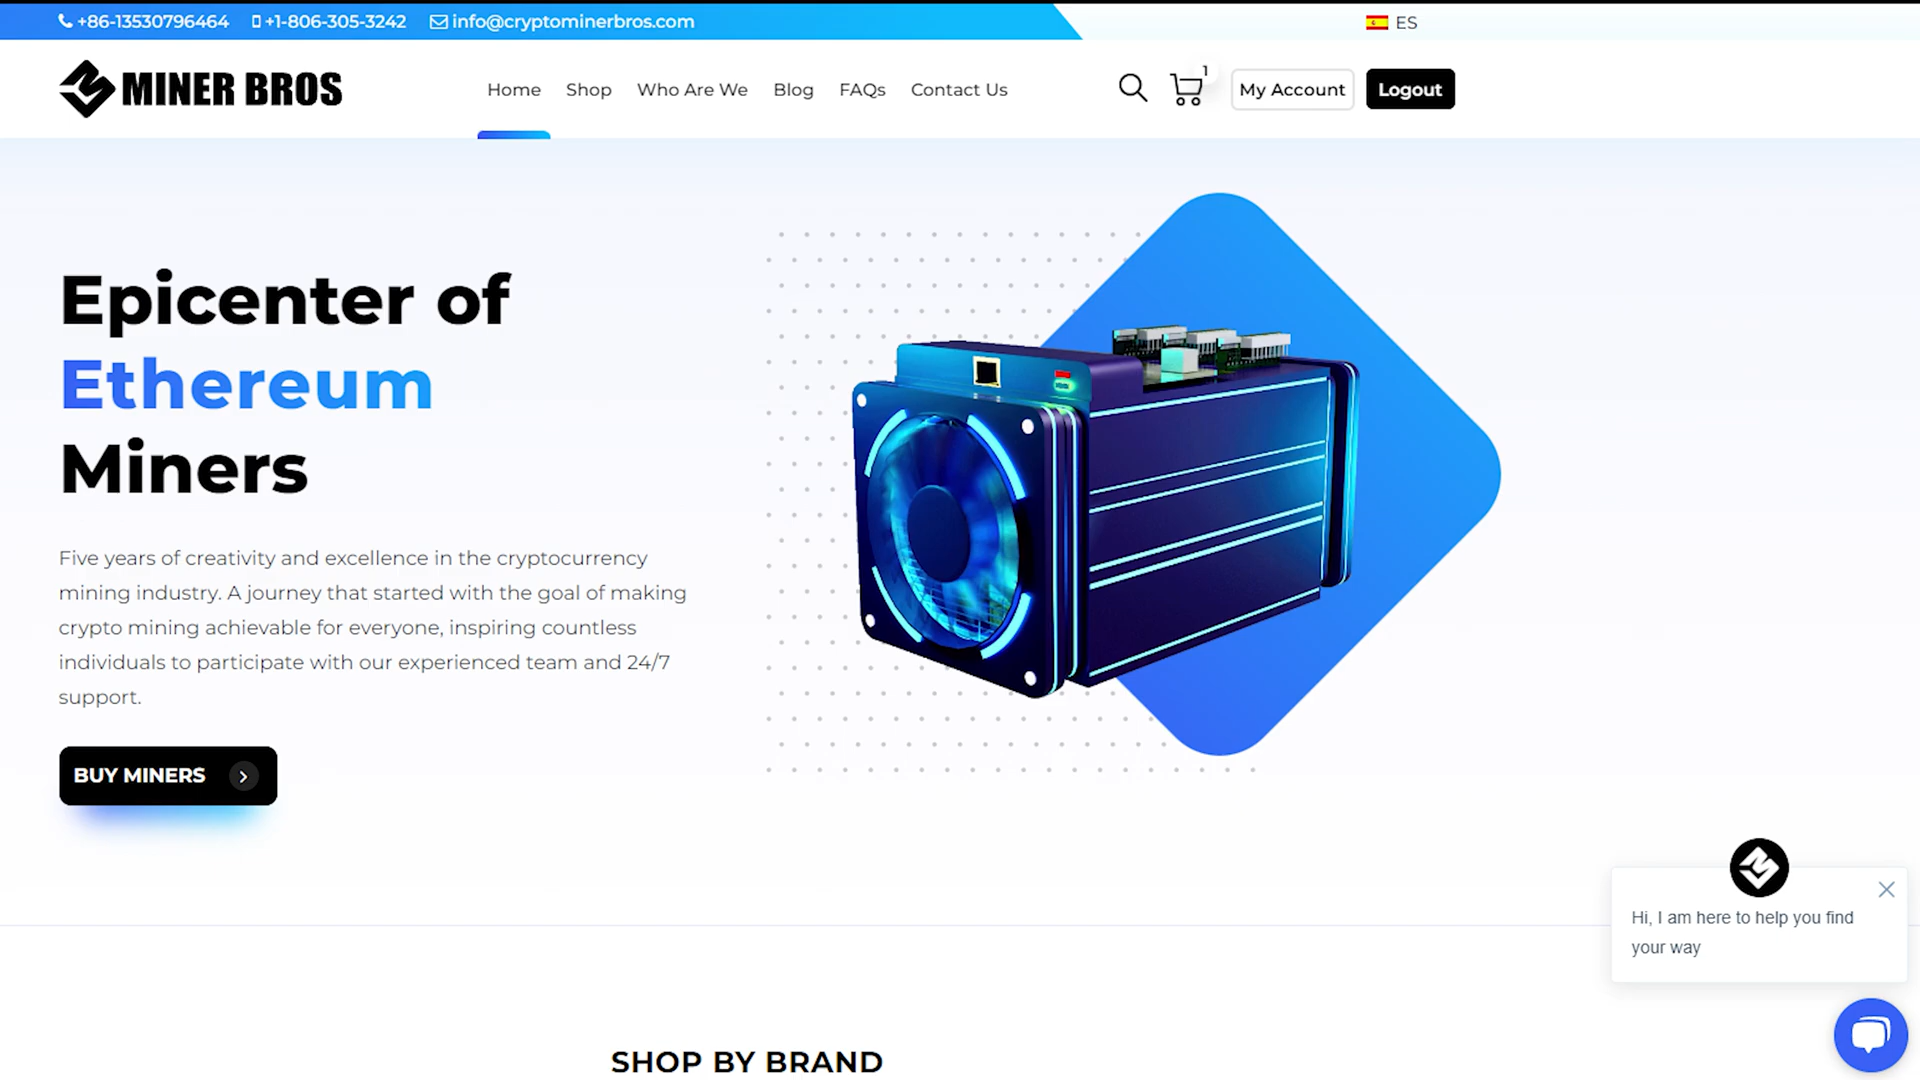 +86-13530796464 +1-806-305-3242 info@cryptominerbros.com ES
MINER BROS Home Shop Who Are We Blog FAQs Contact Us 1 My Account Logout
Epicenter of
Ethereum
Miners
Five years of creativity and excellence in the cryptocurrency
mining industry. A journey that started with the goal of making
crypto mining achievable for everyone, inspiring countless
individuals to participate with our experienced team and 24/7
support.
BUY MINERS
Hi, I am here to help you find
your way
SHOP BY BRAND